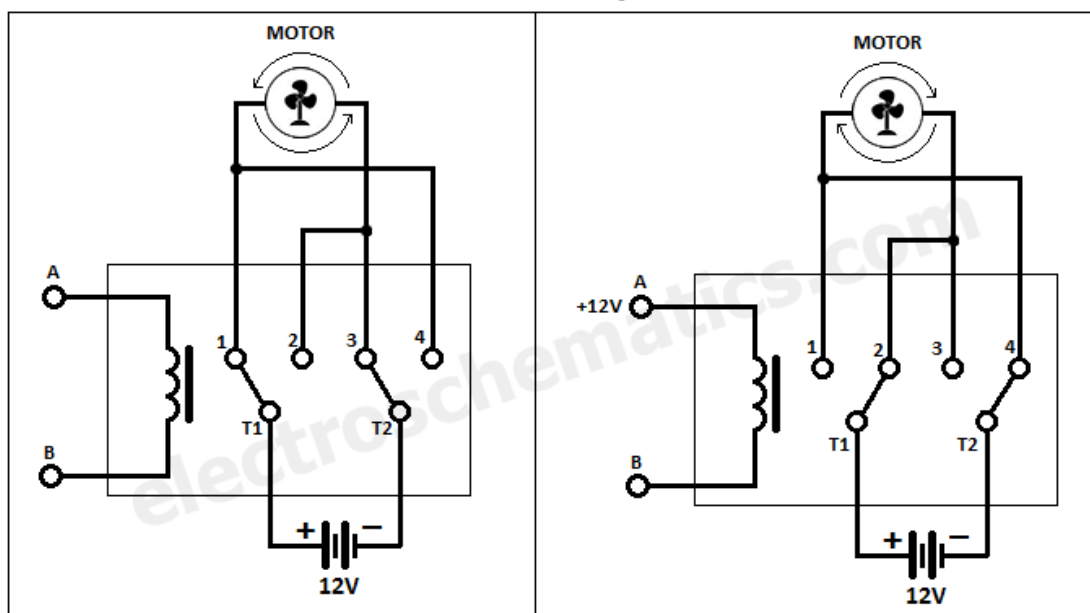 MOTOR
A
1 2 3 4
T1 T2
B
+ −
12V
MOTOR
A
+12V
1 2 3 4
T1 T2
B
+ −
12V
electroschematics.com